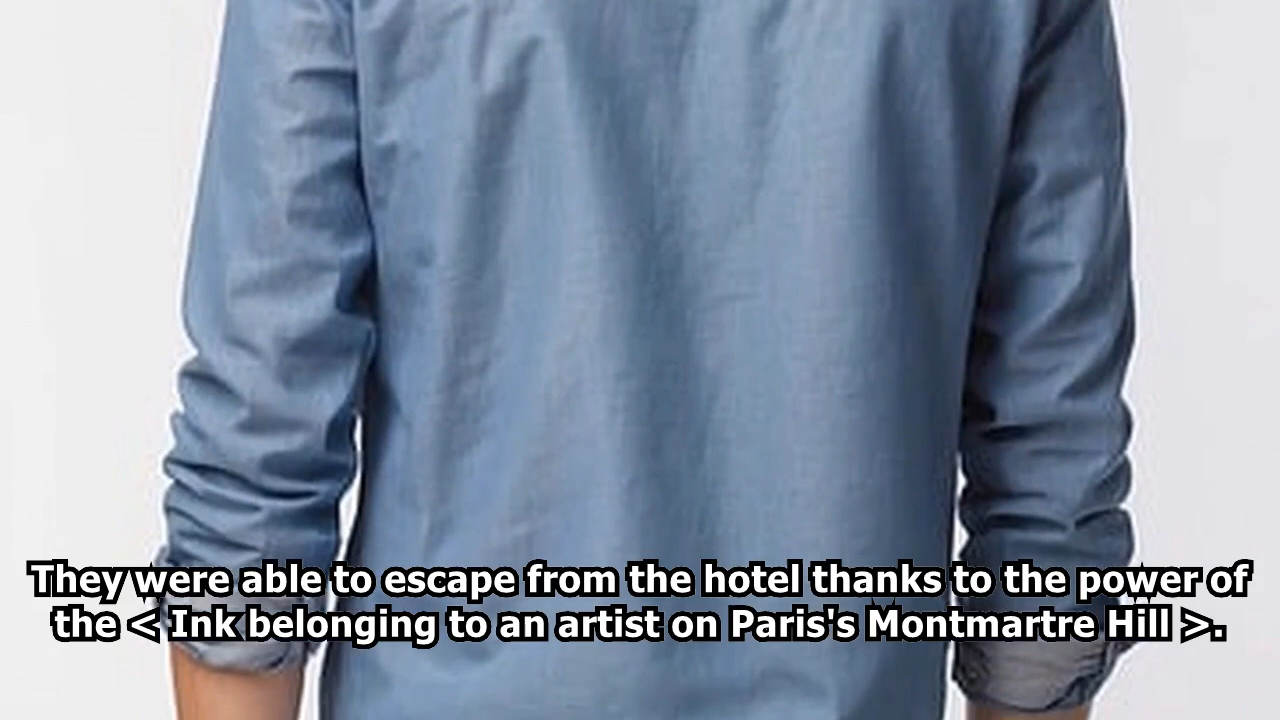 They were able to escape from the hotel thanks to the power of
the < Ink belonging to an artist on Paris's Montmartre Hill >.